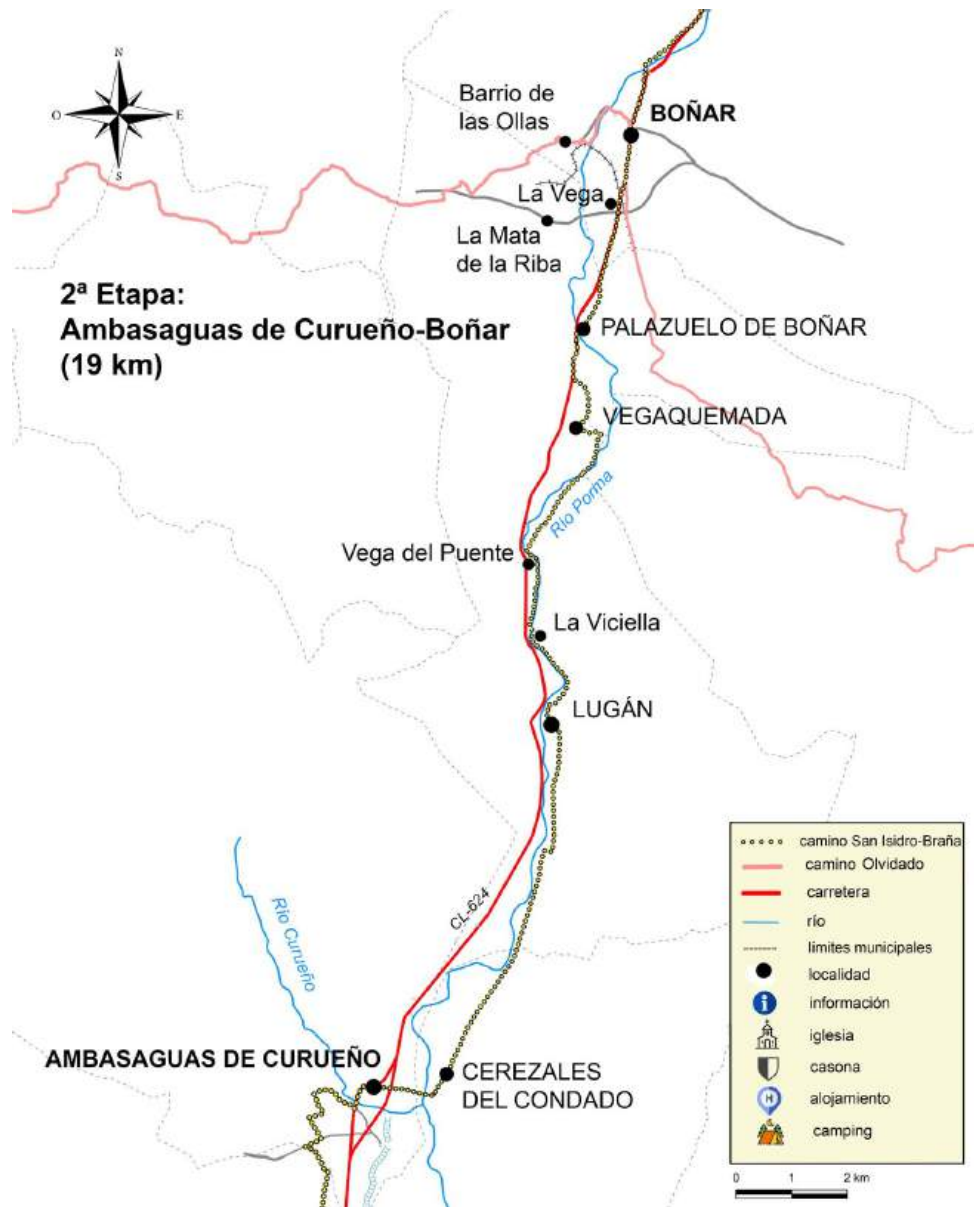 N
O
E
S
Barrio de
las Ollas
BOÑAR
La Vega
La Mata
de la Riba
2ª Etapa:
Ambasaguas de Curueño-Boñar
(19 km)
PALAZUELO DE BOÑAR
VEGAQUEMADA
Río Porma
Vega del Puente
La Viciella
LUGÁN
CL-624
Río Curueño
AMBASAGUAS DE CURUEÑO
CEREZALES
DEL CONDADO
camino San Isidro-Braña
camino Olvidado
carretera
río
límites municipales
localidad
i información
iglesia
casona
H alojamiento
camping
0 1 2 km